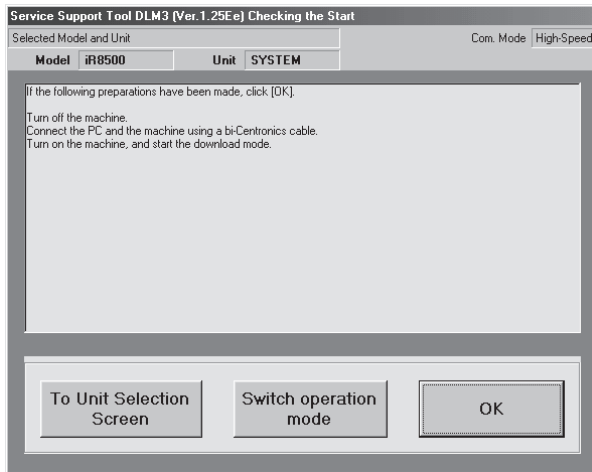 Service Support Tool DLM3 (Ver.1.25Ee) Checking the Start
Selected Model and Unit Com. Mode High-Speed
Model iR8500 Unit SYSTEM
If the following preparations have been made, click [OK].
Turn off the machine.
Connect the PC and the machine using a bi-Centronics cable.
Turn on the machine, and start the download mode.
To Unit Selection
Screen
Switch operation
mode
OK